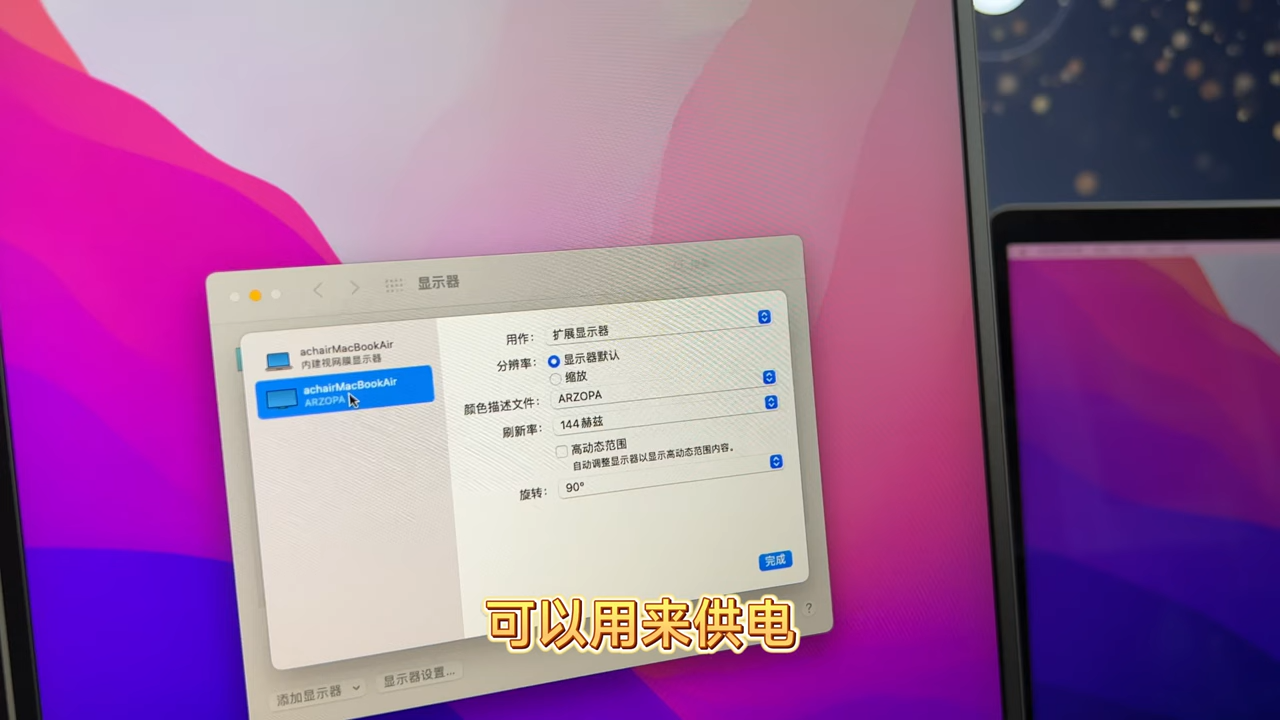 显示器
achairMacBookAir
内建视网膜显示器
achairMacBookAir
ARZOPA
用作： 扩展显示器
分辨率： 显示器默认
缩放
颜色描述文件： ARZOPA
刷新率： 144赫兹
高动态范围
自动调整显示器以显示高动态范围内容。
旋转： 90°
完成
可以用来供电
?
添加显示器
显示器设置...